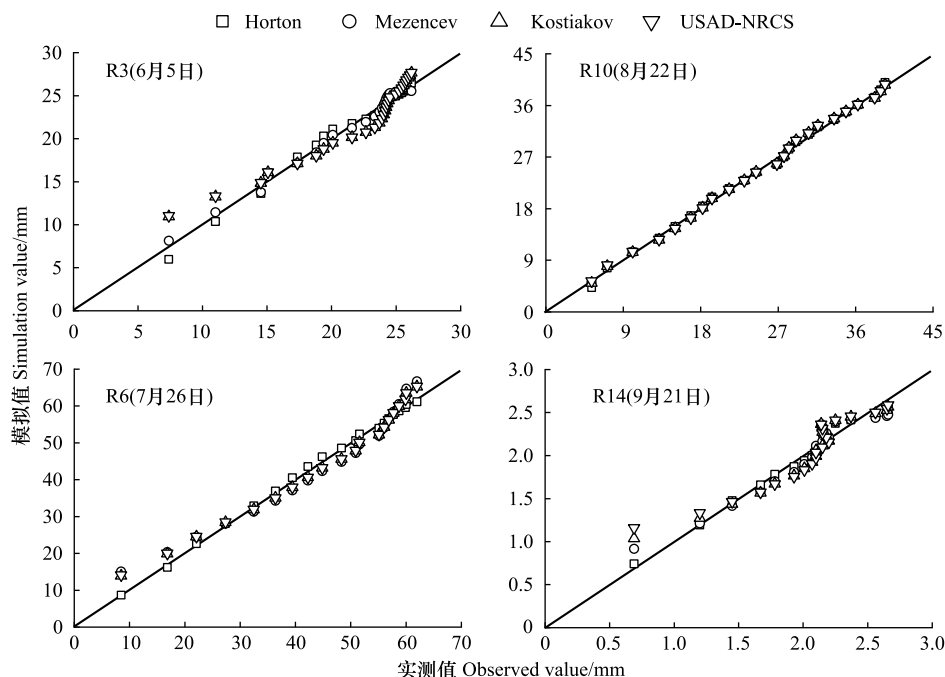 Horton Mezencev Kostiakov USAD-NRCS
R3(6月5日)
30
25
20
15
10
5
0
0 5 10 15 20 25 30
R10(8月22日)
45
36
27
18
9
0
0 9 18 27 36 45
R6(7月26日)
70
60
50
40
30
20
10
0
0 10 20 30 40 50 60 70
R14(9月21日)
3.0
2.5
2.0
1.5
1.0
0.5
0
0 0.5 1.0 1.5 2.0 2.5 3.0
模拟值 Simulation value/mm
实测值 Observed value/mm